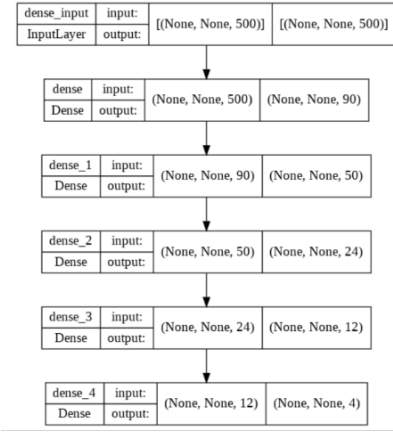 dense_input input: [(None, None, 500)] [(None, None, 500)]
InputLayer output:
dense input: (None, None, 500) (None, None, 90)
Dense output:
dense_1 input: (None, None, 90) (None, None, 50)
Dense output:
dense_2 input: (None, None, 50) (None, None, 24)
Dense output:
dense_3 input: (None, None, 24) (None, None, 12)
Dense output:
dense_4 input: (None, None, 12) (None, None, 4)
Dense output: